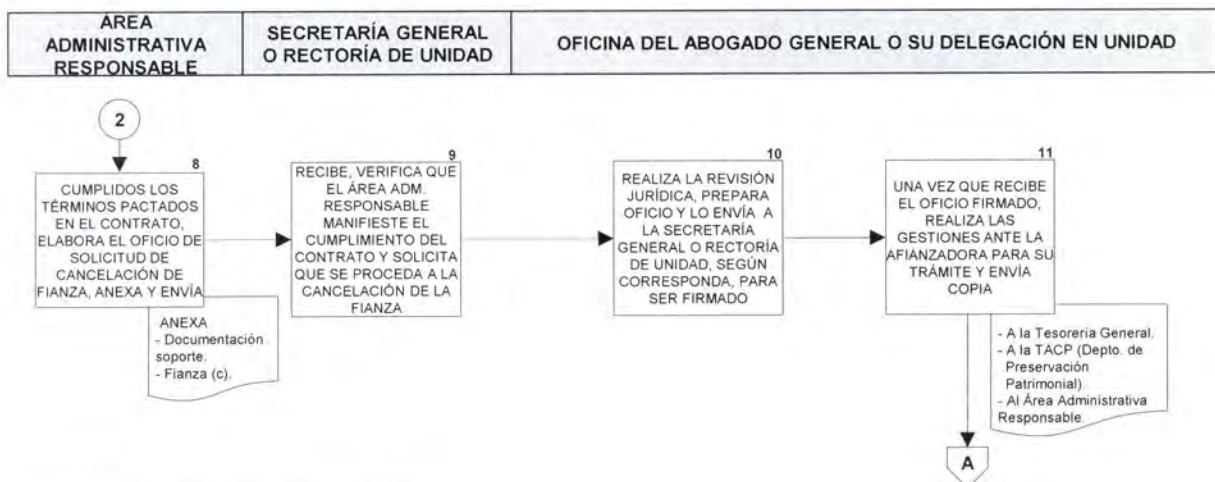 ÁREA
ADMINISTRATIVA
RESPONSABLE
SECRETARÍA GENERAL
O RECTORÍA DE UNIDAD
OFICINA DEL ABOGADO GENERAL O SU DELEGACIÓN EN UNIDAD
2
8
CUMPLIDOS LOS
TÉRMINOS PACTADOS
EN EL CONTRATO,
ELABORA EL OFICIO DE
SOLICITUD DE
CANCELACIÓN DE
FIANZA, ANEXA Y ENVÍA
ANEXA
- Documentación
soporte.
- Fianza (c).
9
RECIBE, VERIFICA QUE
EL ÁREA ADM.
RESPONSABLE
MANIFIESTE EL
CUMPLIMIENTO DEL
CONTRATO Y SOLICITA
QUE SE PROCEDA A LA
CANCELACIÓN DE LA
FIANZA
10
REALIZA LA REVISIÓN
JURÍDICA, PREPARA
OFICIO Y LO ENVÍA A
LA SECRETARÍA
GENERAL O RECTORÍA
DE UNIDAD, SEGÚN
CORRESPONDA, PARA
SER FIRMADO
11
UNA VEZ QUE RECIBE
EL OFICIO FIRMADO,
REALIZA LAS
GESTIONES ANTE LA
AFIANZADORA PARA SU
TRÁMITE Y ENVÍA
COPIA
- A la Tesorería General.
- A la TACP (Depto. de
Preservación
Patrimonial).
- Al Área Administrativa
Responsable.
A